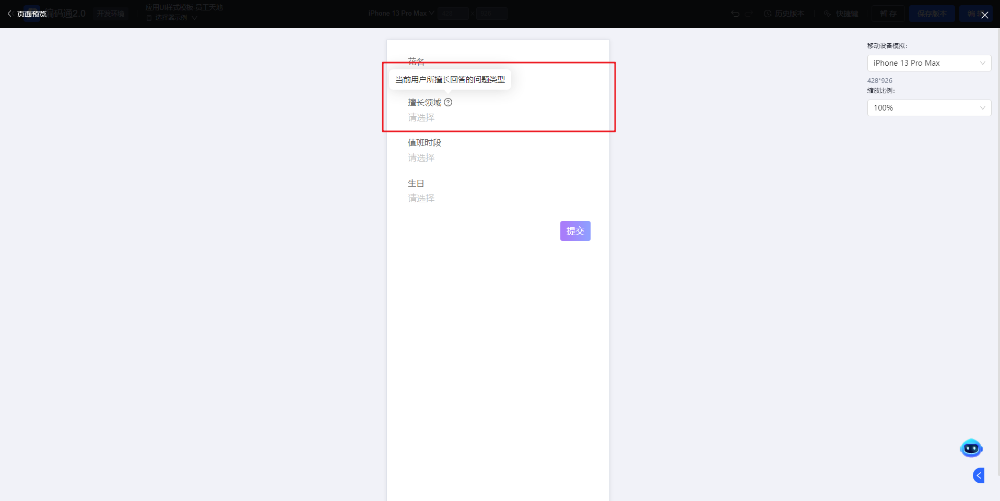 页面预览
编码通2.0
开发环境
应用UI样式模板-员工天地
选择器示例
iPhone 13 Pro Max
428
×
926
历史版本
快捷键
暂 存
保存版本
花名
当前用户所擅长回答的问题类型
擅长领域
请选择
值班时段
请选择
生日
请选择
提交
移动设备模拟:
iPhone 13 Pro Max
428*926
缩放比例:
100%